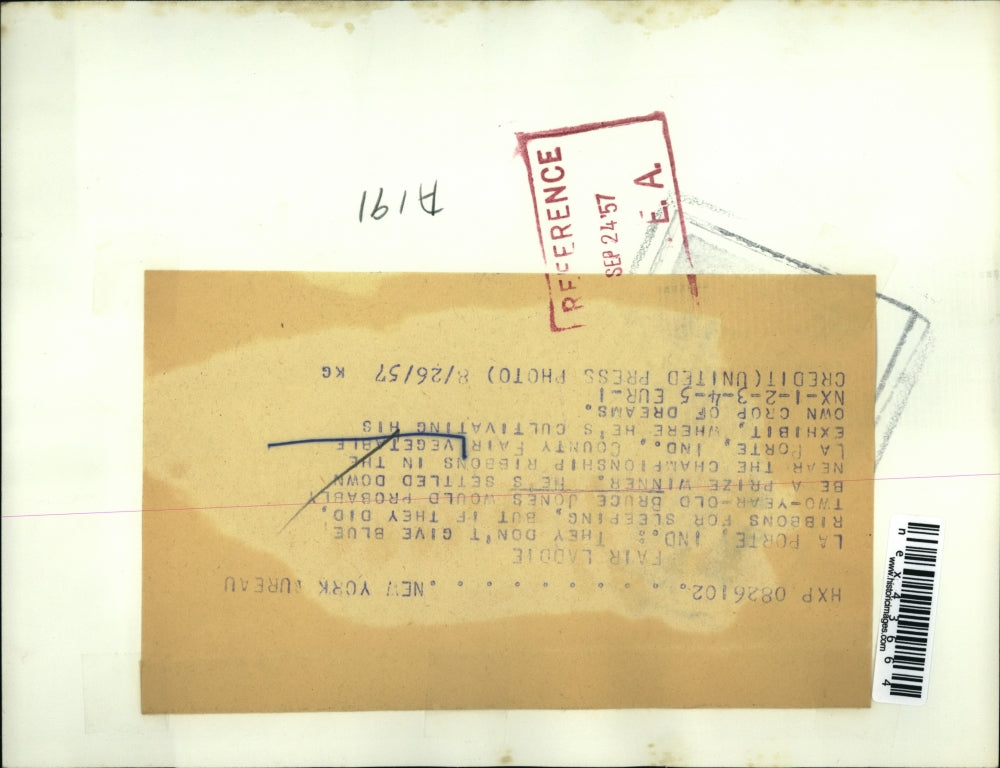 HXP 0826102. . . . . . . . . NEW YORK BUREAU
FAIR LADDIE
LA PORTE, IND.: THEY DON'T GIVE BLUE
RIBBONS FOR SLEEPING, BUT IF THEY DID,
TWO-YEAR-OLD BRUCE JONES WOULD PROBABLY
BE A PRIZE WINNER. HE'S SETTLED DOWN
NEAR THE CHAMPIONSHIP RIBBONS IN THE
LA PORTE, IND., COUNTY FAIR VEGETABLE
EXHIBIT, WHERE HE'S CULTIVATING HIS
OWN CROP OF DREAMS.
NX-1-2-3-4-5 EUR-1
CREDIT(UNITED PRESS PHOTO) 8/26/57 KG
A191
REFERENCE
SEP 24 '57
E. A.
nex43664
www.historicimages.com